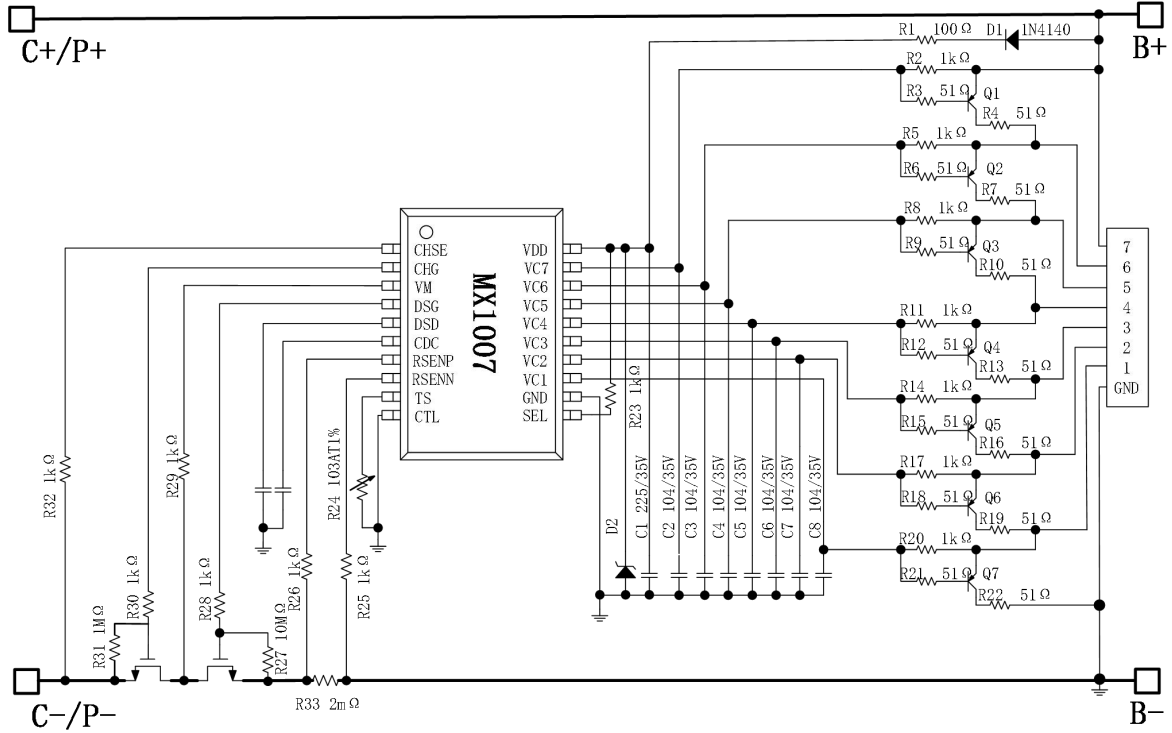 C+/P+
B+
R1 100Ω D1 1N4140
R2 1kΩ
R3 51Ω Q1
R4 51Ω
R5 1kΩ
R6 51Ω Q2
R7 51Ω
R8 1kΩ
R9 51Ω Q3
R10 51Ω
R11 1kΩ
R12 51Ω Q4
R13 51Ω
R14 1kΩ
R15 51Ω Q5
R16 51Ω
R17 1kΩ
R18 51Ω Q6
R19 51Ω
R20 1kΩ
R21 51Ω Q7
R22 51Ω
7
6
5
4
3
2
1
GND
MX1007
CHSE VDD
CHG VC7
VM VC6
DSG VC5
DSD VC4
CDC VC3
RSENP VC2
RSENN VC1
TS GND
CTL SEL
R23 1kΩ
R32 1kΩ
R29 1kΩ
R24 103AT1%
R31 1MΩ
R30 1kΩ
R28 1kΩ
R27 10MΩ
R26 1kΩ
R25 1kΩ
D2
C1 225/35V
C2 104/35V
C3 104/35V
C4 104/35V
C5 104/35V
C6 104/35V
C7 104/35V
C8 104/35V
R33 2mΩ
C-/P-
B-